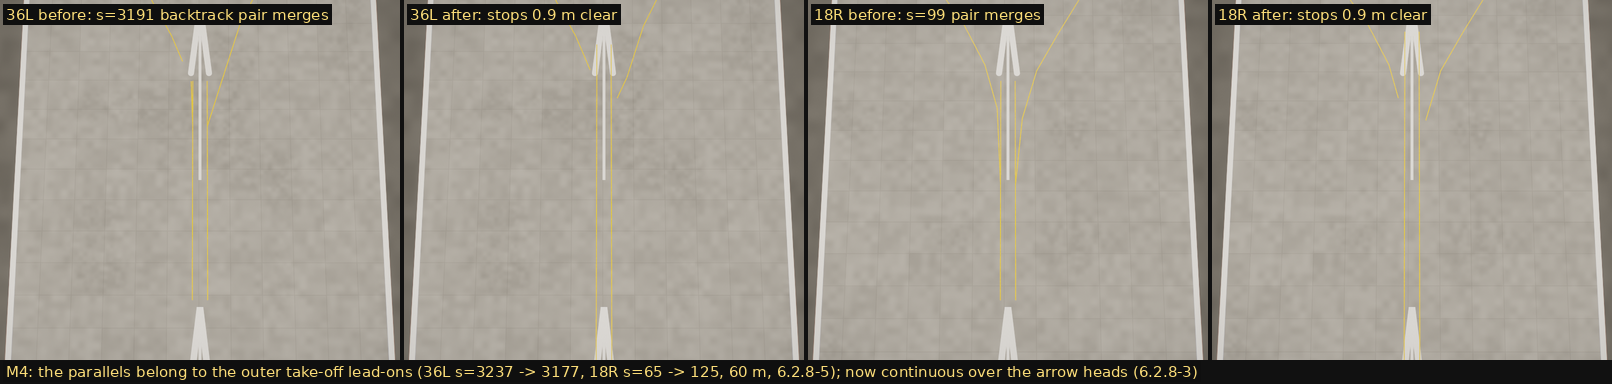 36L before: s=3191 backtrack pair merges
36L after: stops 0.9 m clear
18R before: s=99 pair merges
18R after: stops 0.9 m clear
M4: the parallels belong to the outer take-off lead-ons (36L s=3237 -> 3177, 18R s=65 -> 125, 60 m, 6.2.8-5); now continuous over the arrow heads (6.2.8-3)